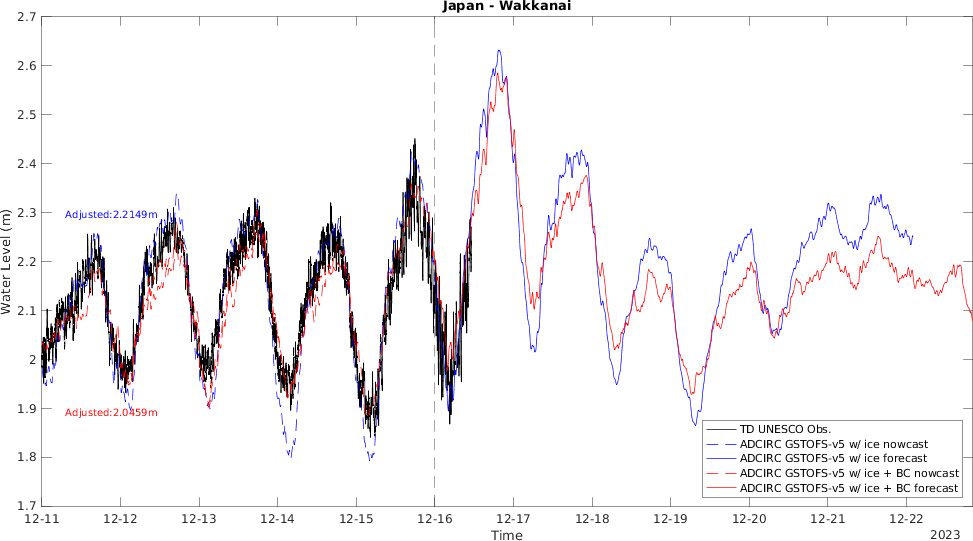 Japan - Wakkanai
2.7
2.6
2.5
2.4
2.3
2.2
2.1
2
1.9
1.8
1.7
Water Level (m)
Adjusted:2.2149m
Adjusted:2.0459m
TD UNESCO Obs.
ADCIRC GSTOFS-v5 w/ ice nowcast
ADCIRC GSTOFS-v5 w/ ice forecast
ADCIRC GSTOFS-v5 w/ ice + BC nowcast
ADCIRC GSTOFS-v5 w/ ice + BC forecast
12-11 12-12 12-13 12-14 12-15 12-16 12-17 12-18 12-19 12-20 12-21 12-22
Time
2023